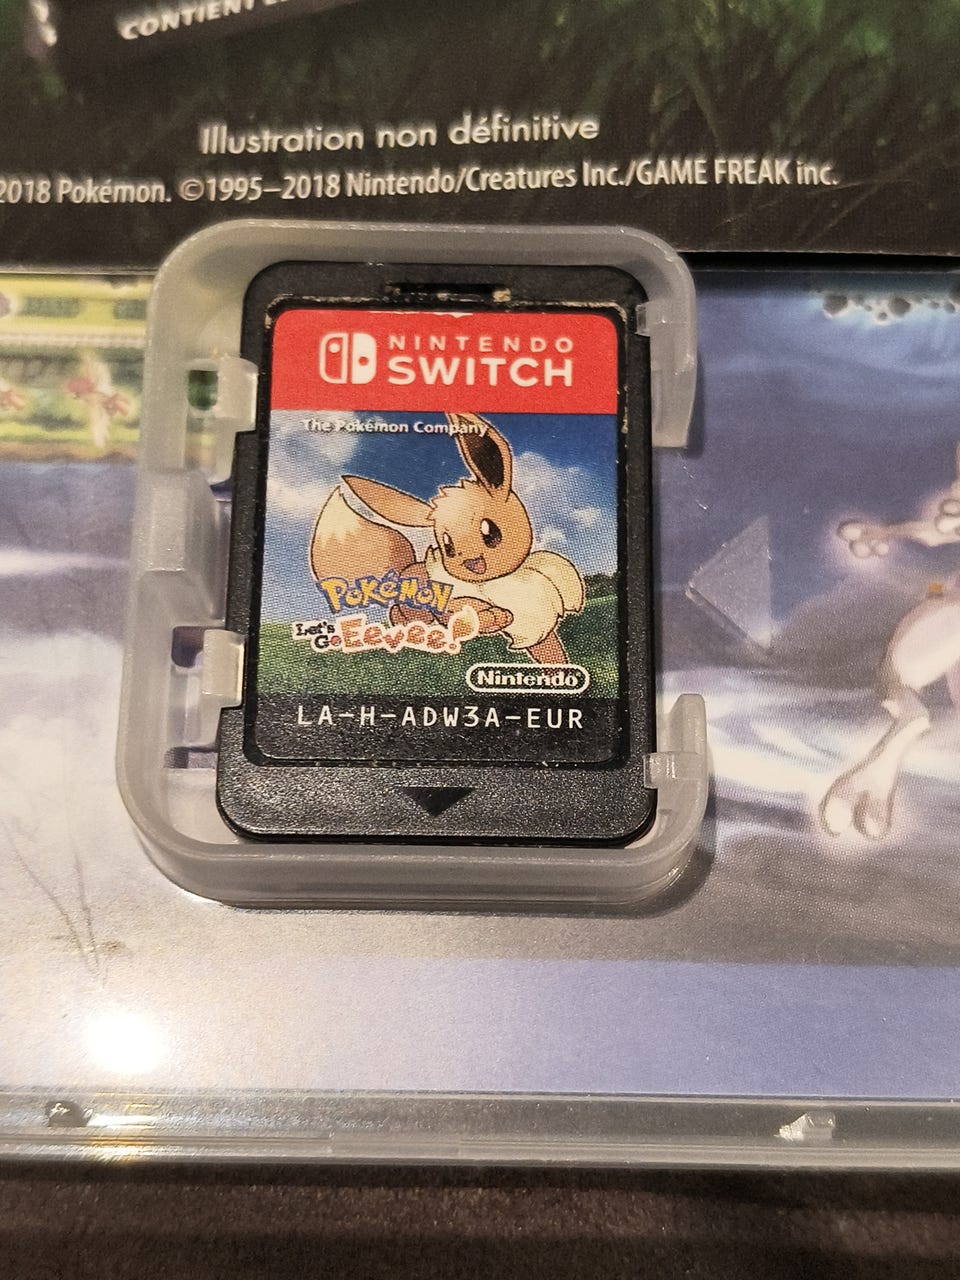 CONTIENT
Illustration non définitive
2018 Pokémon. ©1995–2018 Nintendo/Creatures Inc./GAME FREAK inc.
NINTENDO
SWITCH
The Pokémon Company
POKéMON
Let's
Go Eevee!
Nintendo
LA-H-ADW3A-EUR